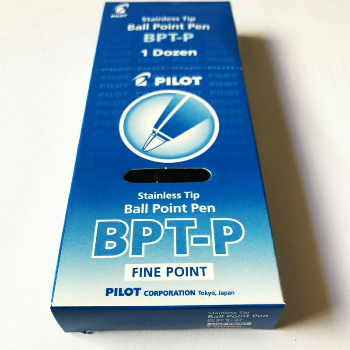 PILOT
Stainless Tip
Ball Point Pen
BPT-P
1 Dozen
PILOT
Stainless Tip
Ball Point Pen
BPT-P
FINE POINT
PILOT CORPORATION Tokyo, Japan
Stainless Tip
Ball Point Pen
BPT-P